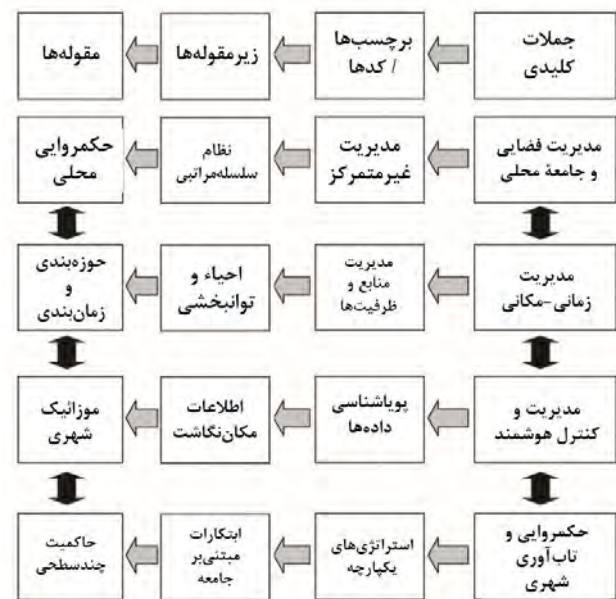 جملات
کلیدی
برچسب‌ها
/ کدها
زیرمقوله‌ها
مقوله‌ها
مدیریت فضایی
و جامعهٔ محلی
مدیریت
غیرمتمرکز
نظام
سلسله‌مراتبی
حکمروایی
محلی
مدیریت
زمانی-مکانی
مدیریت
منابع و
ظرفیت‌ها
احیاء و
توانبخشی
حوزه‌بندی
و
زمان‌بندی
مدیریت و
کنترل هوشمند
پویاشناسی
داده‌ها
اطلاعات
مکان‌نگاشت
موزائیک
شهری
حکمروایی و
تاب‌آوری
شهری
استراتژی‌های
یکپارچه
ابتکارات
مبتنی‌بر
جامعه
حاکمیت
چندسطحی